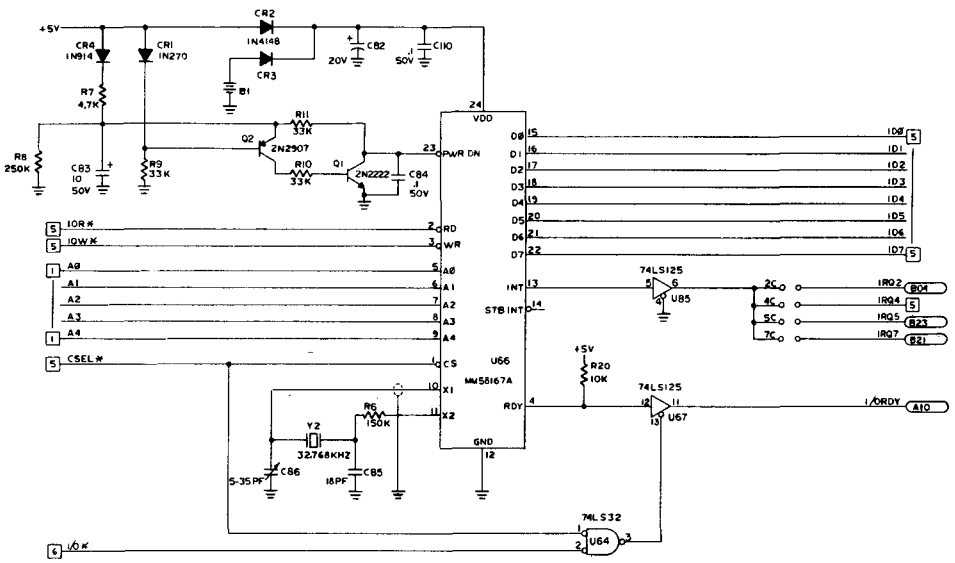 +5V
CR2
1N4148
CR4
1N914
CR1
1N270
CR3
B1
+
C82
20V
C110
.1
50V
R7
4.7K
24
VDD
R11
33K
Q2
2N2907
R10
33K
Q1
2N2222
C84
.1
50V
R8
250K
C83
+
10
50V
R9
33K
23
PWR DN
D0 15 ID0 5
D1 16 ID1
D2 17 ID2
D3 18 ID3
D4 19 ID4
D5 20 ID5
D6 21 ID6
D7 22 ID7 5
5 IOR* 2 RD
5 IOW* 3 WR
1 A0 5 A0
A1 6 A1
A2 7 A2
A3 8 A3
1 A4 9 A4
5 CSEL* 1 CS
10 X1
11 X2
INT 13
STB INT 14
U66
MM58167A
RDY 4
GND
12
74LS125
5 6
4 U85
2C IRQ2 B04
4C IRQ4 5
5C IRQ5 B23
7C IRQ7 B21
+5V
R20
10K
74LS125
12 11
13 U67
I/ORDY A10
R6
150K
Y2
32.768KHZ
C86
5-35PF
C85
18PF
74LS32
1
U64 3
2
6 I/O*